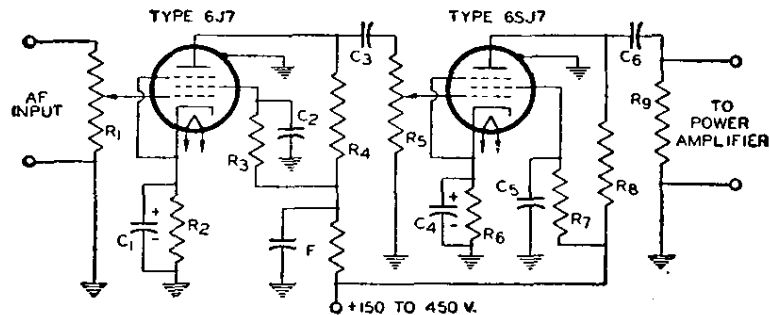 TYPE 6J7
TYPE 6SJ7
C3
C6
AF
INPUT
R1
C2
R3
R4
R5
R9
TO
POWER
AMPLIFIER
C1
+
-
R2
F
C4
+
-
R6
C5
R7
R8
+150 TO 450 V.